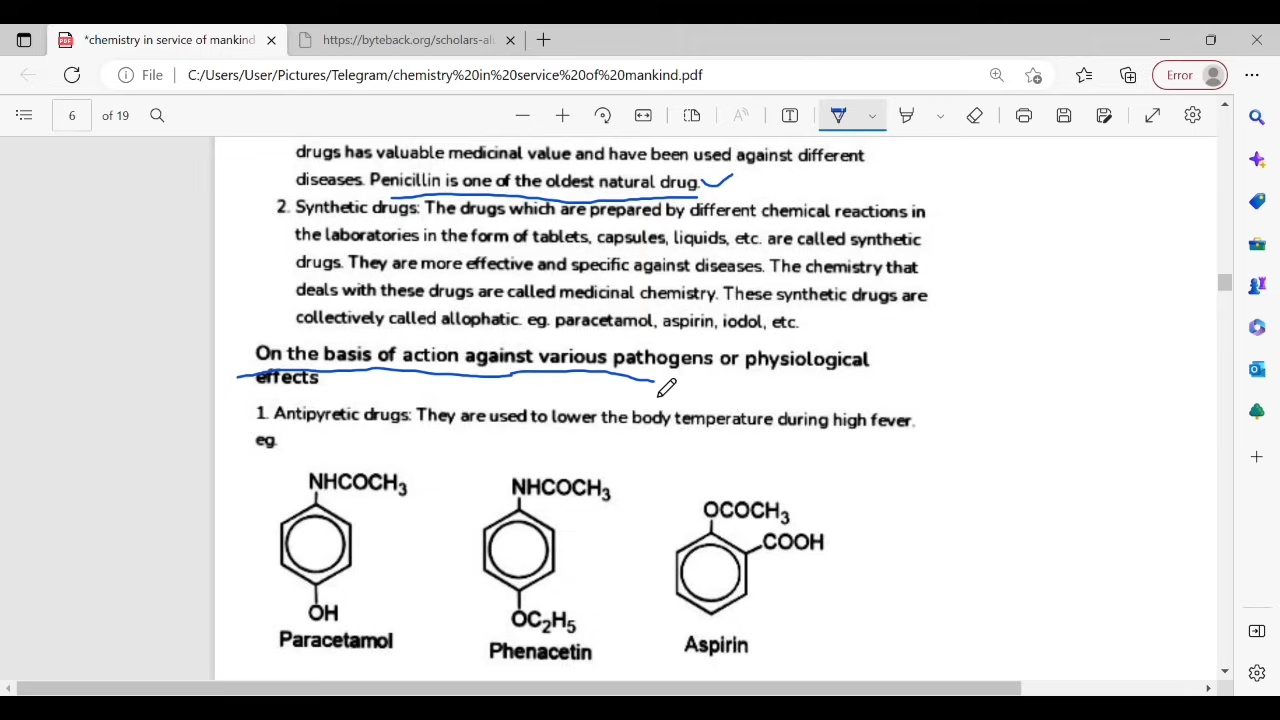 *chemistry in service of mankind
https://byteback.org/scholars-al
File
C:/Users/User/Pictures/Telegram/chemistry%20in%20service%20of%20mankind.pdf
Error
6
of 19
drugs has valuable medicinal value and have been used against different
diseases. Penicillin is one of the oldest natural drug.
2. Synthetic drugs: The drugs which are prepared by different chemical reactions in
the laboratories in the form of tablets, capsules, liquids, etc. are called synthetic
drugs. They are more effective and specific against diseases. The chemistry that
deals with these drugs are called medicinal chemistry. These synthetic drugs are
collectively called allophatic. eg. paracetamol, aspirin, iodol, etc.
On the basis of action against various pathogens or physiological
effects
1. Antipyretic drugs: They are used to lower the body temperature during high fever.
eg.
NHCOCH3
NHCOCH3
OCOCH3
COOH
OH
OC2H5
Paracetamol
Phenacetin
Aspirin